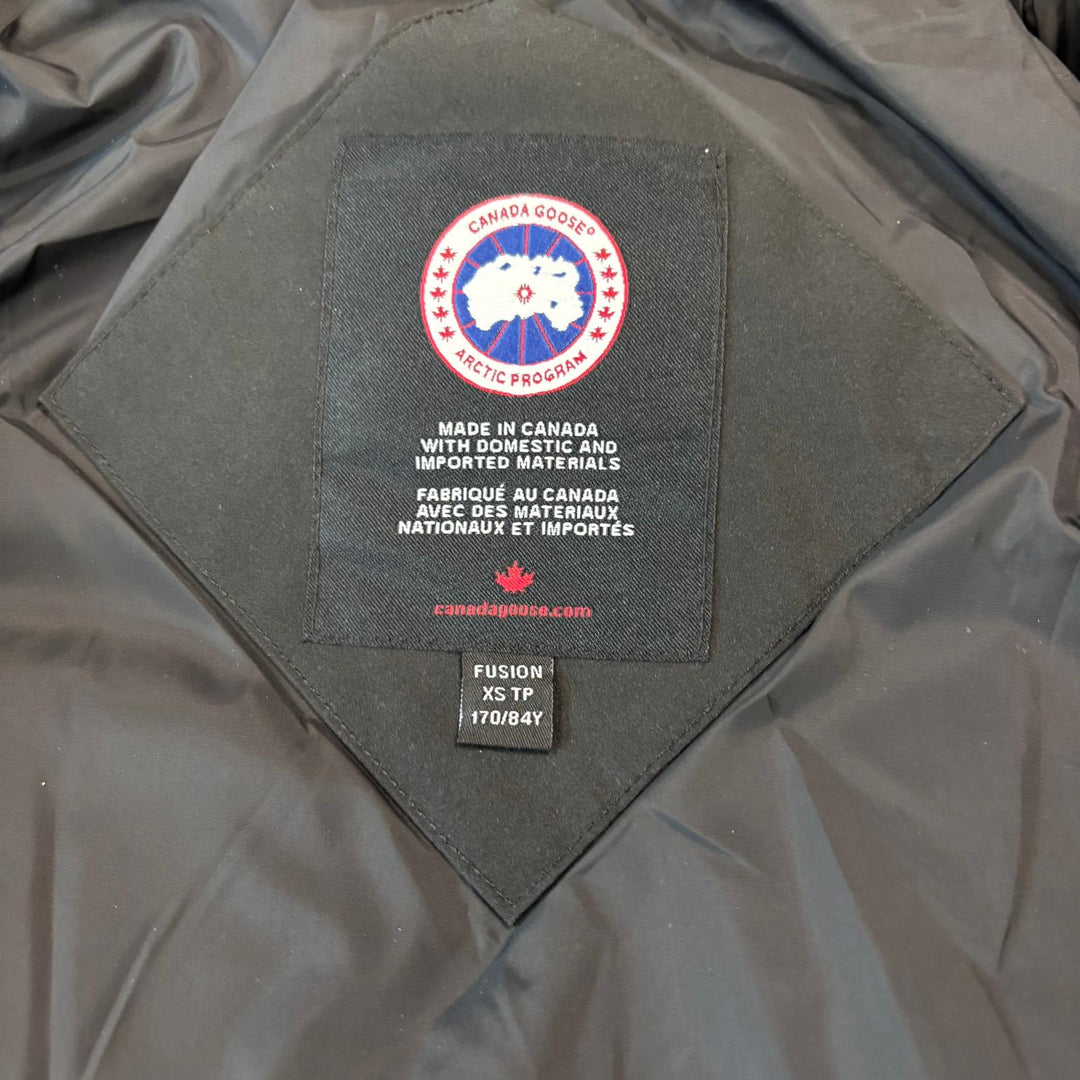 CANADA GOOSE®
ARCTIC PROGRAM
MADE IN CANADA
WITH DOMESTIC AND
IMPORTED MATERIALS
FABRIQUÉ AU CANADA
AVEC DES MATERIAUX
NATIONAUX ET IMPORTÉS
canadagoose.com
FUSION
XS TP
170/84Y